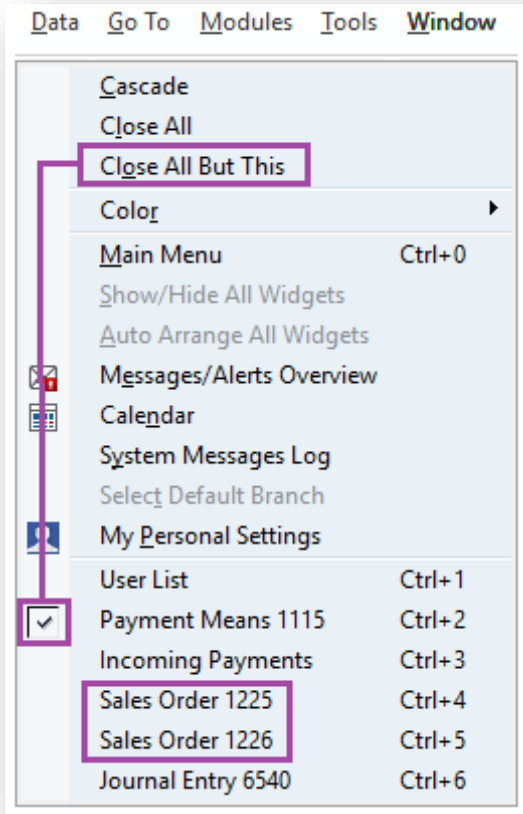 Data Go To Modules Tools Window
Cascade
Close All
Close All But This
Color
Main Menu Ctrl+0
Show/Hide All Widgets
Auto Arrange All Widgets
Messages/Alerts Overview
Calendar
System Messages Log
Select Default Branch
My Personal Settings
User List Ctrl+1
Payment Means 1115 Ctrl+2
Incoming Payments Ctrl+3
Sales Order 1225 Ctrl+4
Sales Order 1226 Ctrl+5
Journal Entry 6540 Ctrl+6